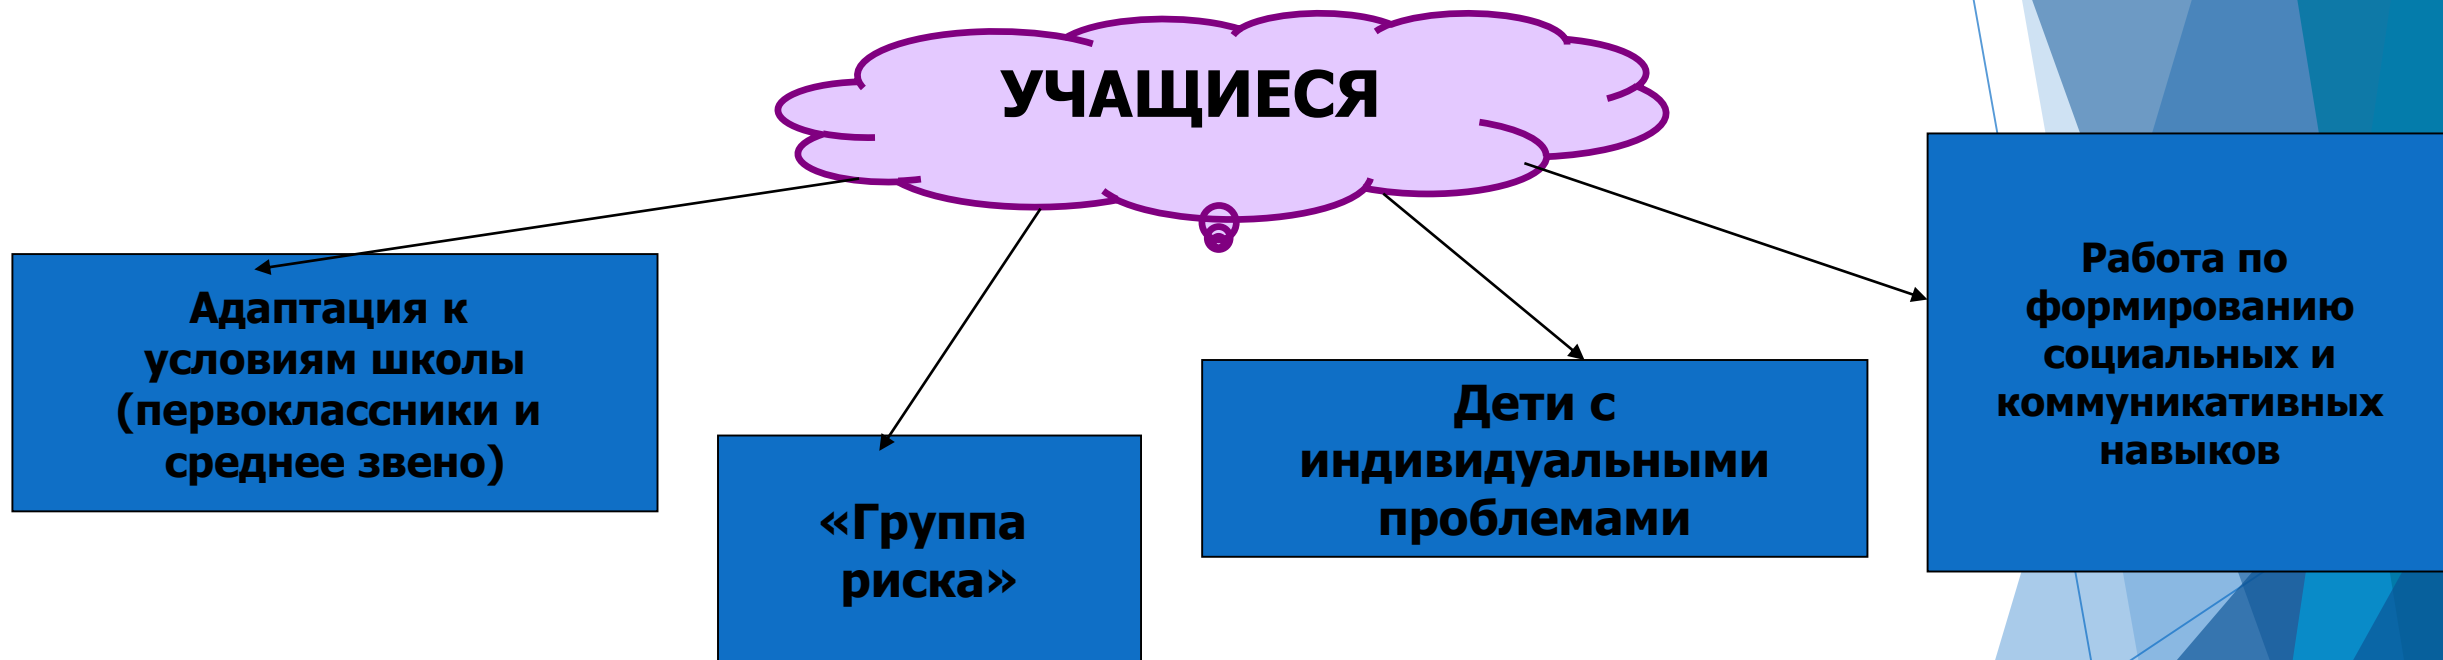 УЧАЩИЕСЯ
Адаптация к
условиям школы
(первоклассники и
среднее звено)
«Группа
риска»
Дети с
индивидуальными
проблемами
Работа по
формированию
социальных и
коммуникативных
навыков